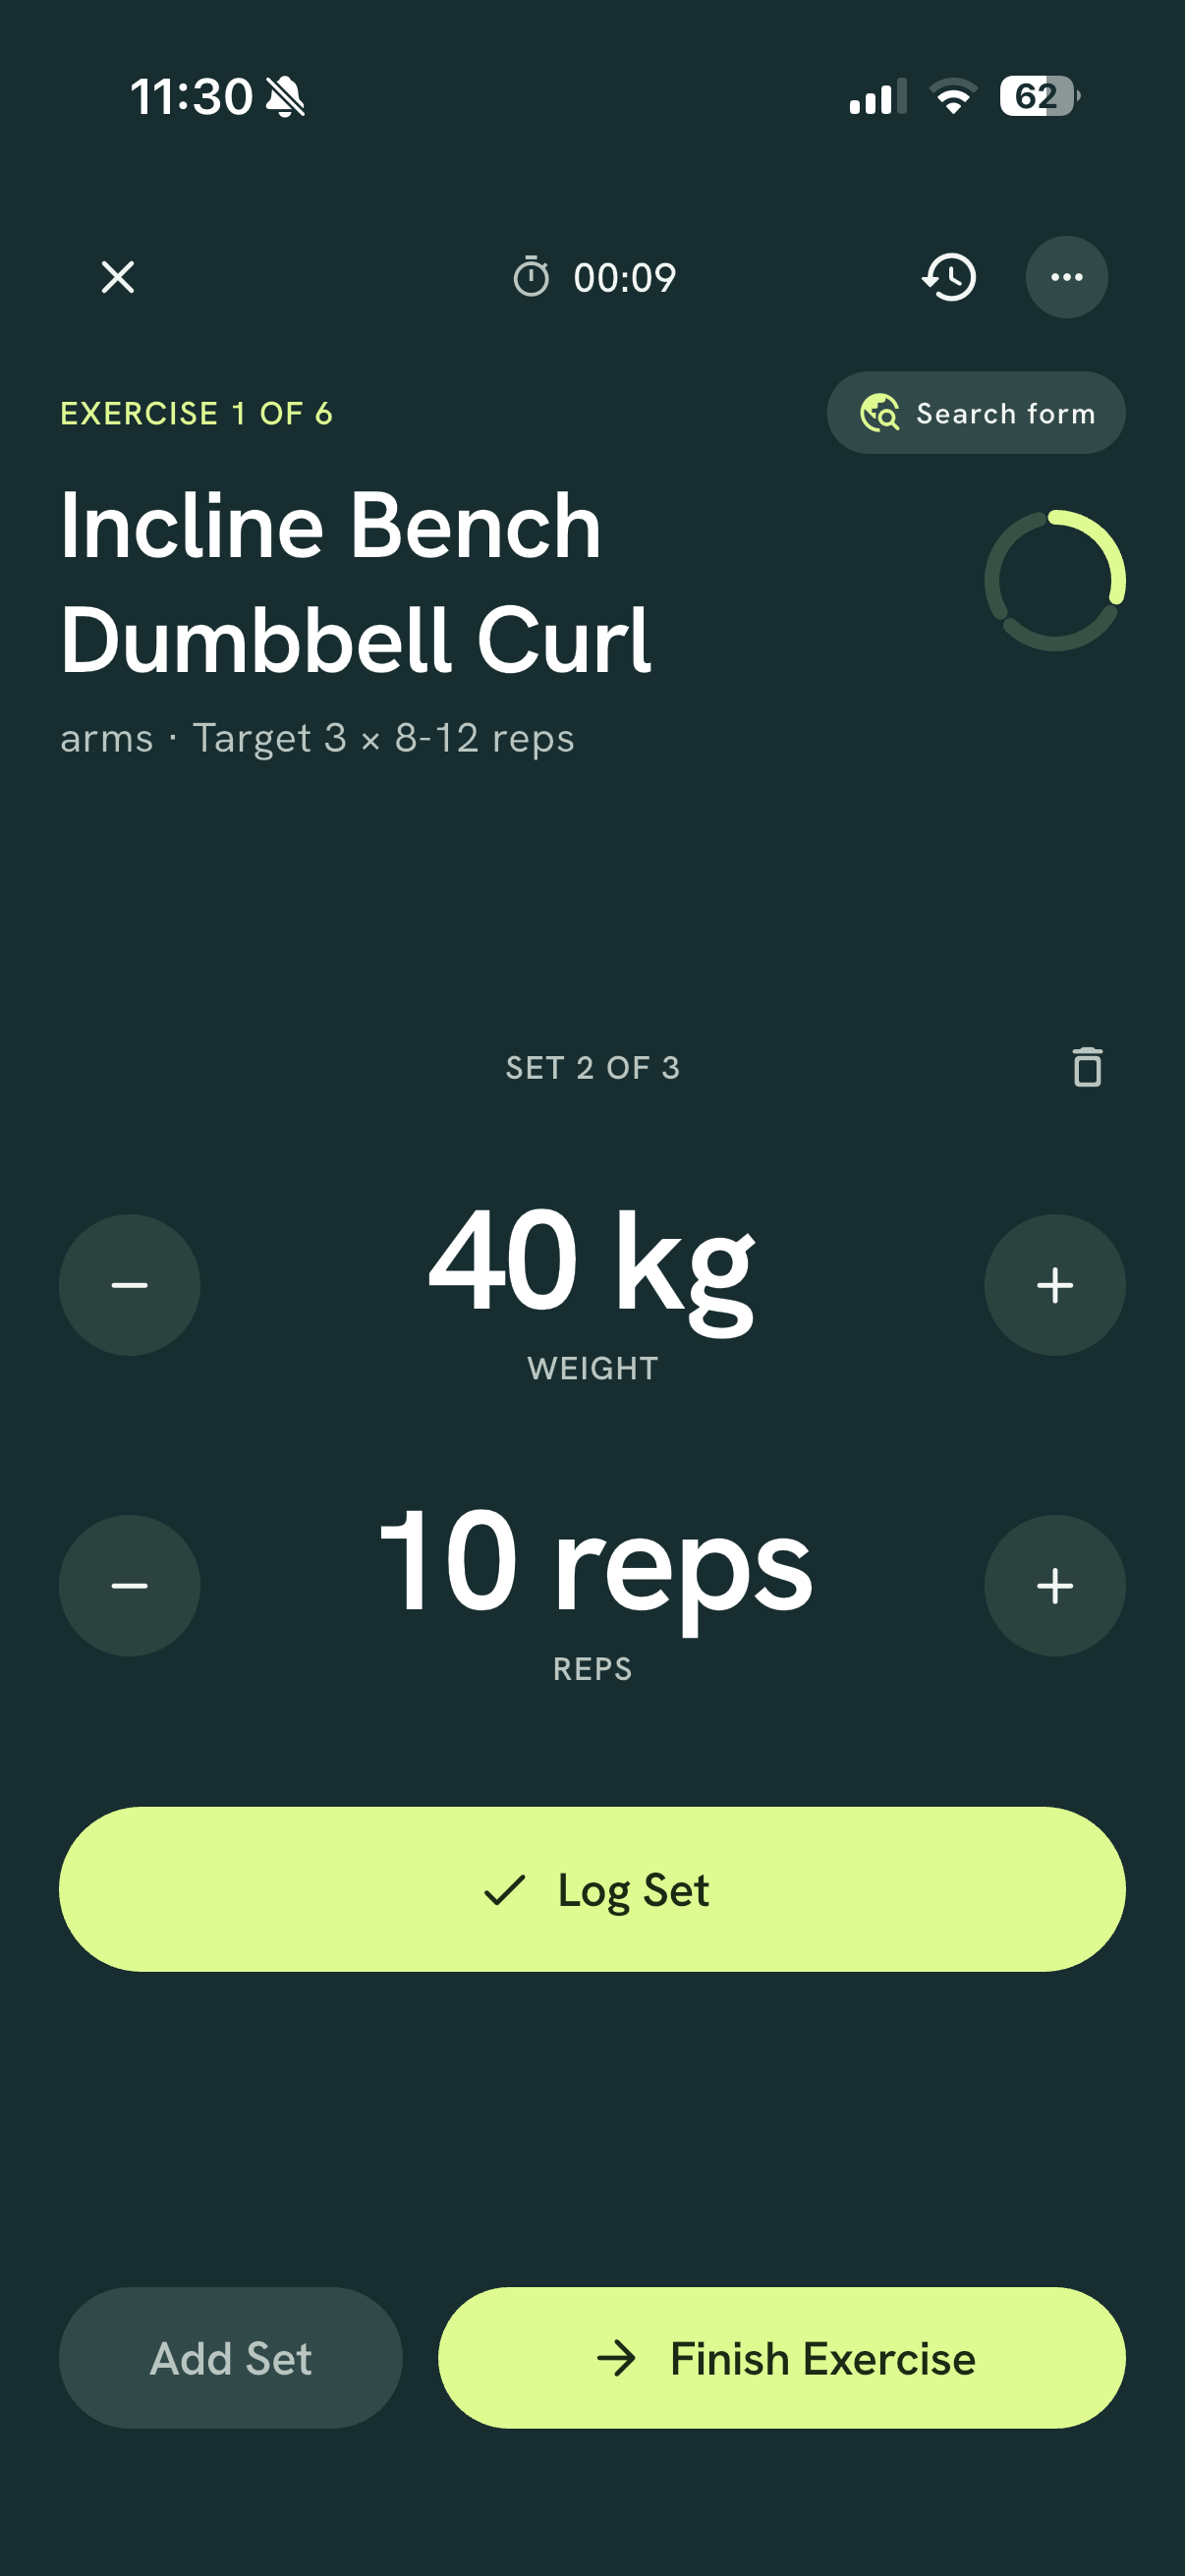 11:30
62
00:09
EXERCISE 1 OF 6
Search form
Incline Bench
Dumbbell Curl
arms · Target 3 × 8-12 reps
SET 2 OF 3
40 kg
WEIGHT
10 reps
REPS
Log Set
Add Set
Finish Exercise